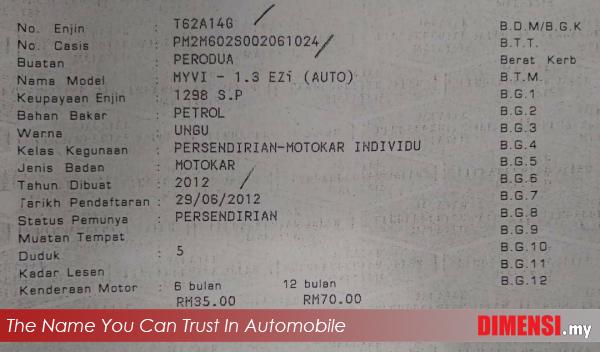 No. Enjin : T62A14G
No. Casis : PM2M602S002061024
Buatan : PERODUA
Nama Model : MYVI - 1.3 EZi (AUTO)
Keupayaan Enjin : 1298 S.P
Bahan Bakar : PETROL
Warna : UNGU
Kelas Kegunaan : PERSENDIRIAN-MOTOKAR INDIVIDU
Jenis Badan : MOTOKAR
Tahun Dibuat : 2012
Tarikh Pendaftaran : 29/06/2012
Status Pemunya : PERSENDIRIAN
Muatan Tempat
Duduk : 5
Kadar Lesen
Kenderaan Motor : 6 bulan 12 bulan
RM35.00 RM70.00
B.D.M/B.G.K
B.T.T.
Berat Kerb
B.T.M.
B.G.1
B.G.2
B.G.3
B.G.4
B.G.5
B.G.6
B.G.7
B.G.8
B.G.9
B.G.10
B.G.11
B.G.12
The Name You Can Trust In Automobile
DIMENSI.my